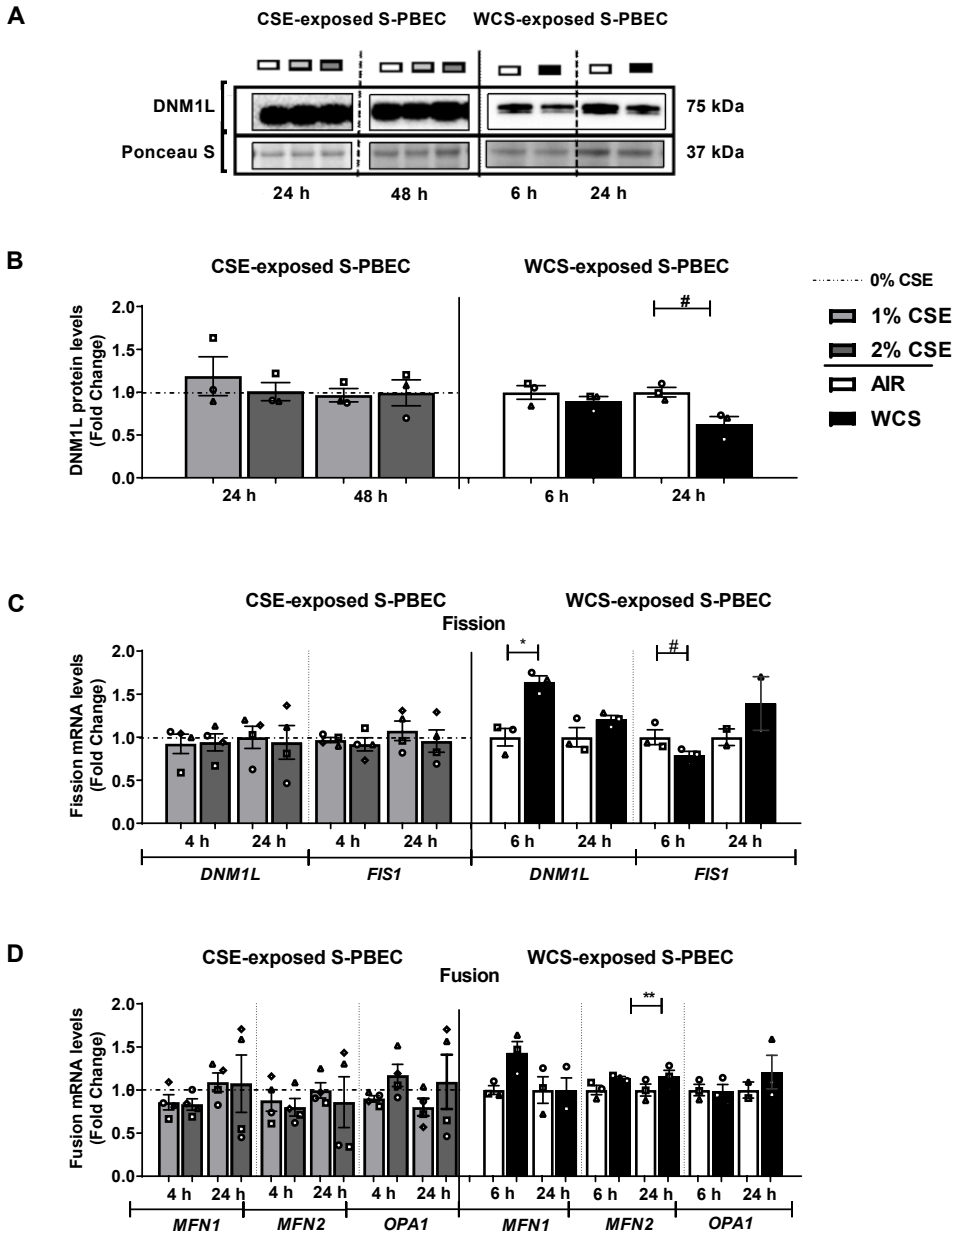 A
CSE-exposed S-PBEC WCS-exposed S-PBEC
DNM1L 75 kDa
Ponceau S 37 kDa
24 h 48 h 6 h 24 h
B
CSE-exposed S-PBEC WCS-exposed S-PBEC
DNM1L protein levels
(Fold Change)
2.0
1.5
1.0
0.5
0.0
#
24 h 48 h 6 h 24 h
0% CSE
1% CSE
2% CSE
AIR
WCS
C
CSE-exposed S-PBEC WCS-exposed S-PBEC
Fission
Fission mRNA levels
(Fold Change)
2.0
1.5
1.0
0.5
0.0
* #
4 h 24 h 4 h 24 h 6 h 24 h 6 h 24 h
DNM1L FIS1 DNM1L FIS1
D
CSE-exposed S-PBEC WCS-exposed S-PBEC
Fusion
Fusion mRNA levels
(Fold Change)
2.0
1.5
1.0
0.5
0.0
**
4 h 24 h 4 h 24 h 4 h 24 h 6 h 24 h 6 h 24 h 6 h 24 h
MFN1 MFN2 OPA1 MFN1 MFN2 OPA1